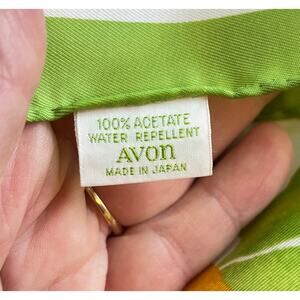 100% ACETATE
WATER REPELLENT
AVON
MADE IN JAPAN